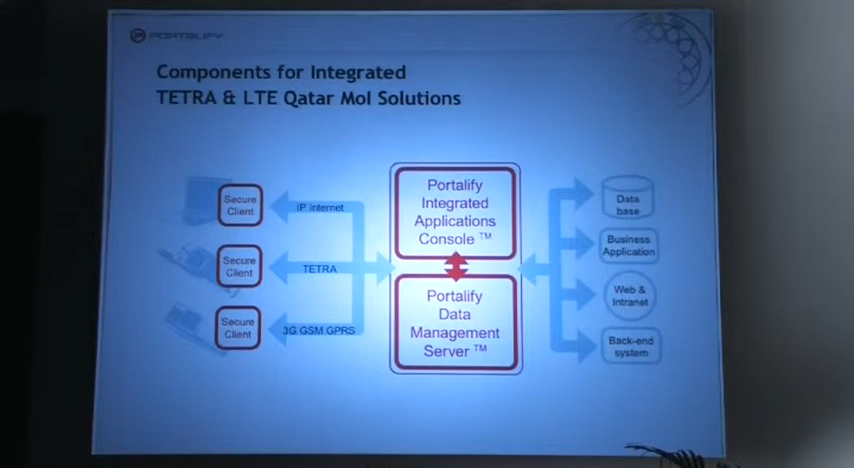 PORTALIFY
Components for Integrated
TETRA & LTE Qatar MoI Solutions
Secure
Client
IP Internet
Secure
Client
TETRA
Secure
Client
3G GSM GPRS
Portalify
Integrated
Applications
Console ™
Portalify
Data
Management
Server ™
Data
base
Business
Application
Web &
Intranet
Back-end
system